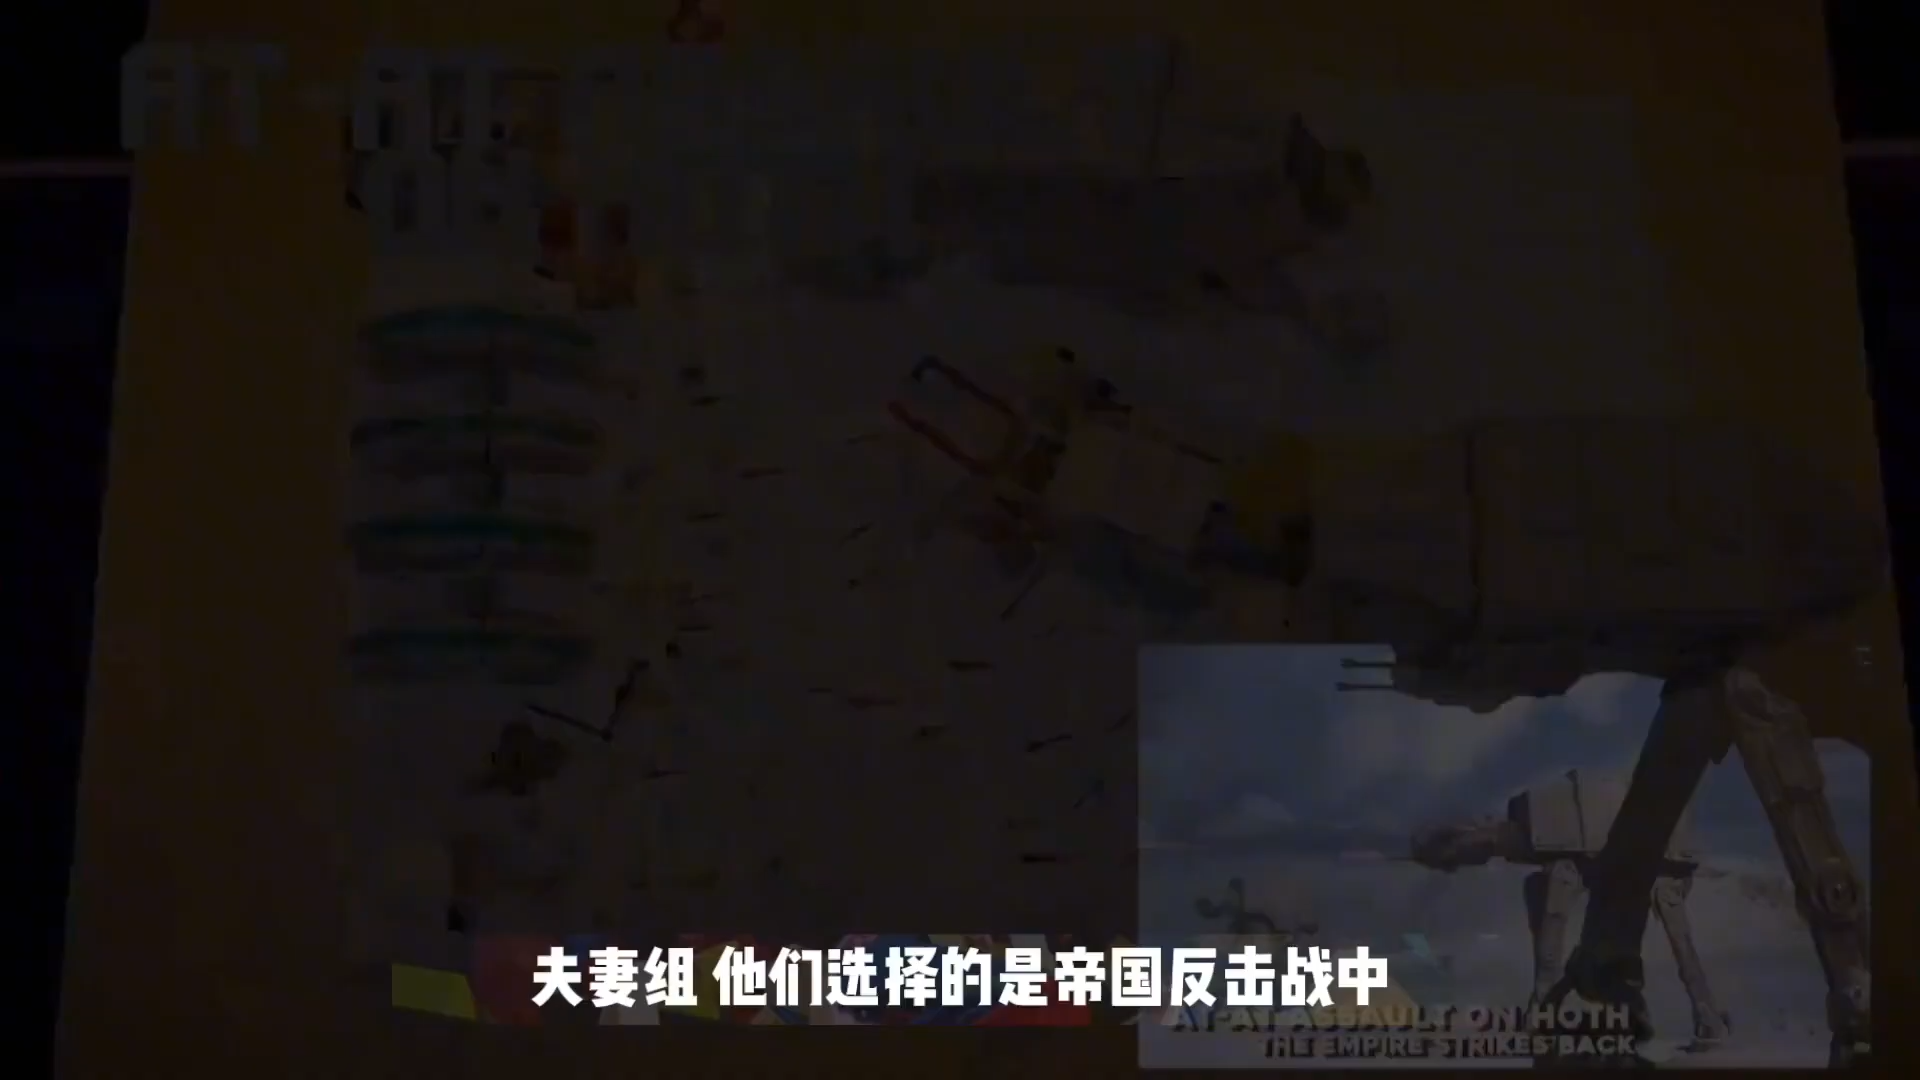 夫妻组 他们选择的是帝国反击战中
AT-AT ASSAULT ON HOTH
THE EMPIRE STRIKES BACK